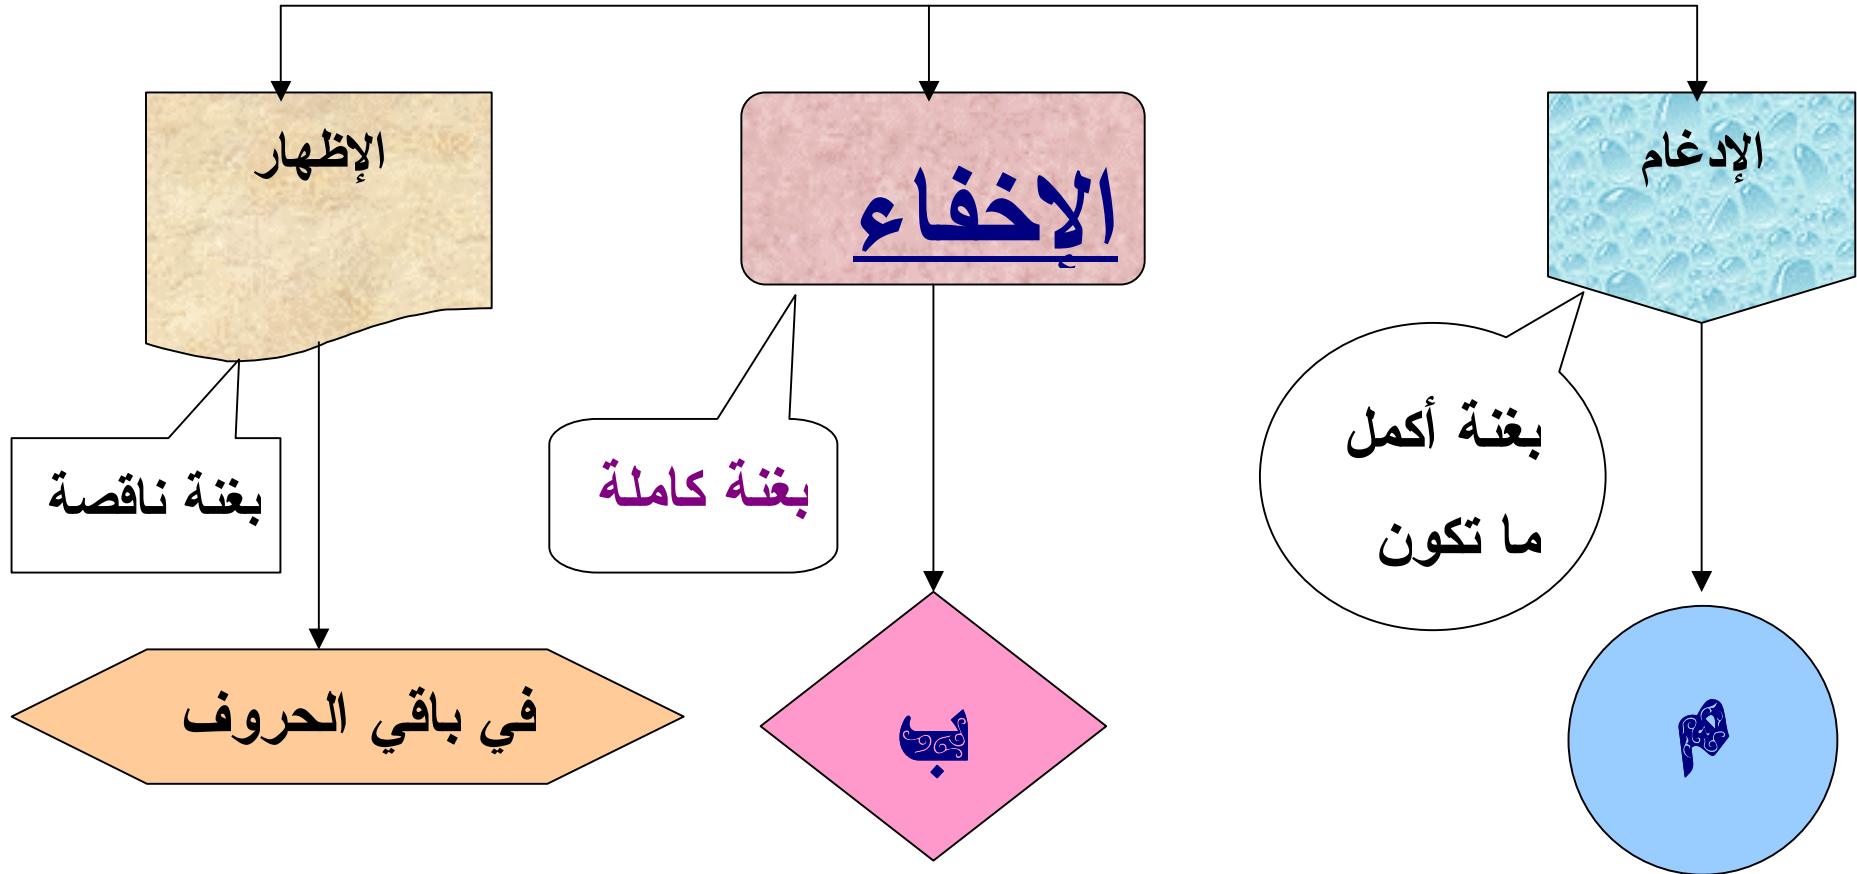 الإدغام
الإخفاء
الإظهار
بغنة أكمل
ما تكون
بغنة كاملة
بغنة ناقصة
م
ب
في باقي الحروف